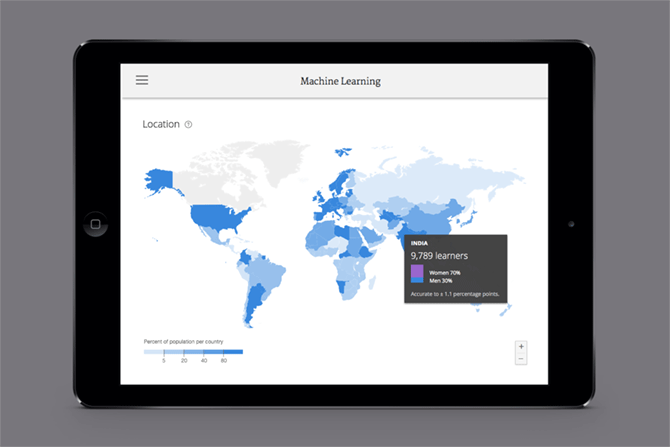 Machine Learning
Location ?
INDIA
9,789 learners
Women 70%
Men 30%
Accurate to ± 1.1 percentage points.
Percent of population per country
5 20 40 80
+
−